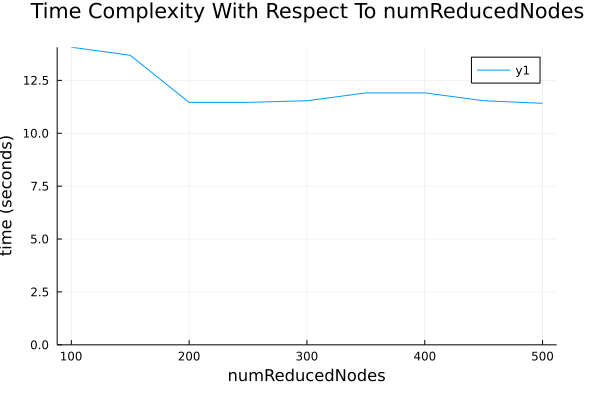 Time Complexity With Respect To numReducedNodes
y1
12.5
10.0
7.5
5.0
2.5
0.0
time (seconds)
100 200 300 400 500
numReducedNodes